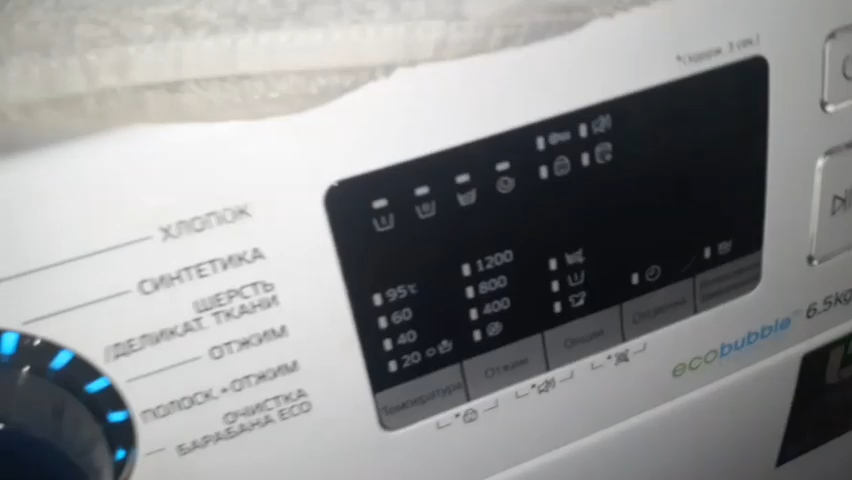 ХЛОПОК
СИНТЕТИКА
ШЕРСТЬ
/ДЕЛИКАТ. ТКАНИ
ОТЖИМ
ПОЛОСК.+ОТЖИМ
ОЧИСТКА
БАРАБАНА ECO
95℃
60
40
20
1200
800
400
Температура
Отжим
Опции
Отсрочка
ecobubble™ 6.5Kg